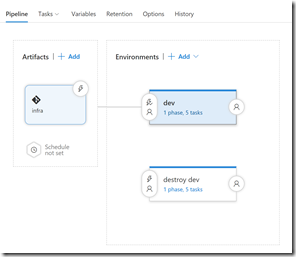 Pipeline Tasks Variables Retention Options History
Artifacts | + Add
Environments | + Add
infra
Schedule
not set
dev
1 phase, 5 tasks
destroy dev
1 phase, 5 tasks